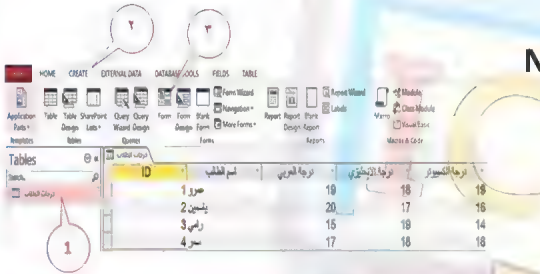 ٢
٣
HOME CREATE EXTERNAL DATA DATABASE TOOLS FIELDS TABLE
Application Parts
Table
Table Design
SharePoint Lists
Query Wizard
Query Design
Form
Form Design
Blank Form
Form Wizard
Navigation
More Forms
Report
Report Design
Blank Report
Report Wizard
Labels
Macro
Module
Class Module
Visual Basic
Templates Tables Queries Forms Reports Macros & Code
Tables
Search...
درجات الطلاب
درجات الطلاب
ID اسم الطالب درجة العربي درجة الإنجليزي درجة الكمبيوتر
1 عمرو 19 18
2 ياسمين 20 17 16
3 رامي 15 19 14
4 سمر 17 18 18
1
N